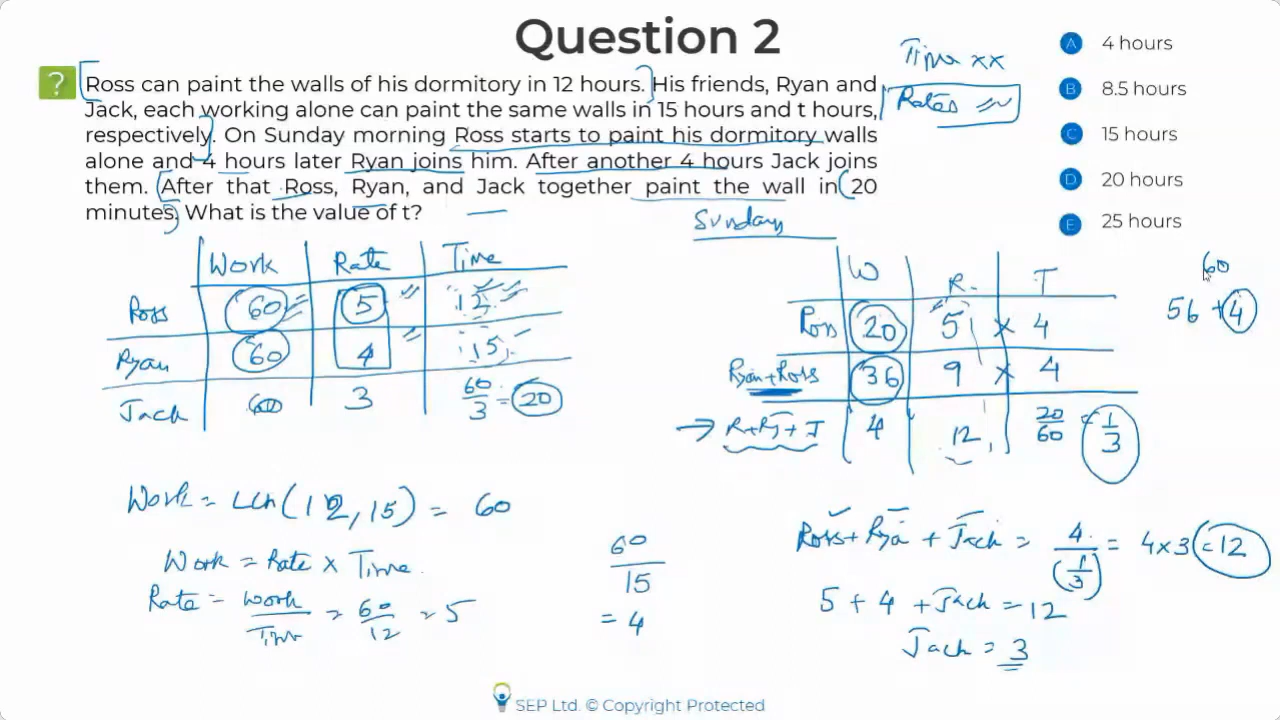 Question 2
?
Ross can paint the walls of his dormitory in 12 hours. His friends, Ryan and
Jack, each working alone can paint the same walls in 15 hours and t hours,
respectively. On Sunday morning Ross starts to paint his dormitory walls
alone and 4 hours later Ryan joins him. After another 4 hours Jack joins
them. After that Ross, Ryan, and Jack together paint the wall in 20
minutes. What is the value of t?
Time xx
Rates
A 4 hours
B 8.5 hours
C 15 hours
D 20 hours
E 25 hours
Work Rate Time
Ross 60 5 12
Ryan 60 4 15
Jack 60 3 60/3 = 20
Work = LCM (12, 15) = 60
Work = Rate x Time
Rate = Work/Time = 60/12 = 5
60/15
= 4
Sunday
W R T
Ross 20 5 x 4
Ryan+Ross 36 9 x 4
→ R+Ry+J 4 12 20/60 = 1/3
60
56 + 4
Ross + Ryan + Jack = 4/(1/3) = 4x3 = 12
5 + 4 + Jack = 12
Jack = 3
SEP Ltd. © Copyright Protected